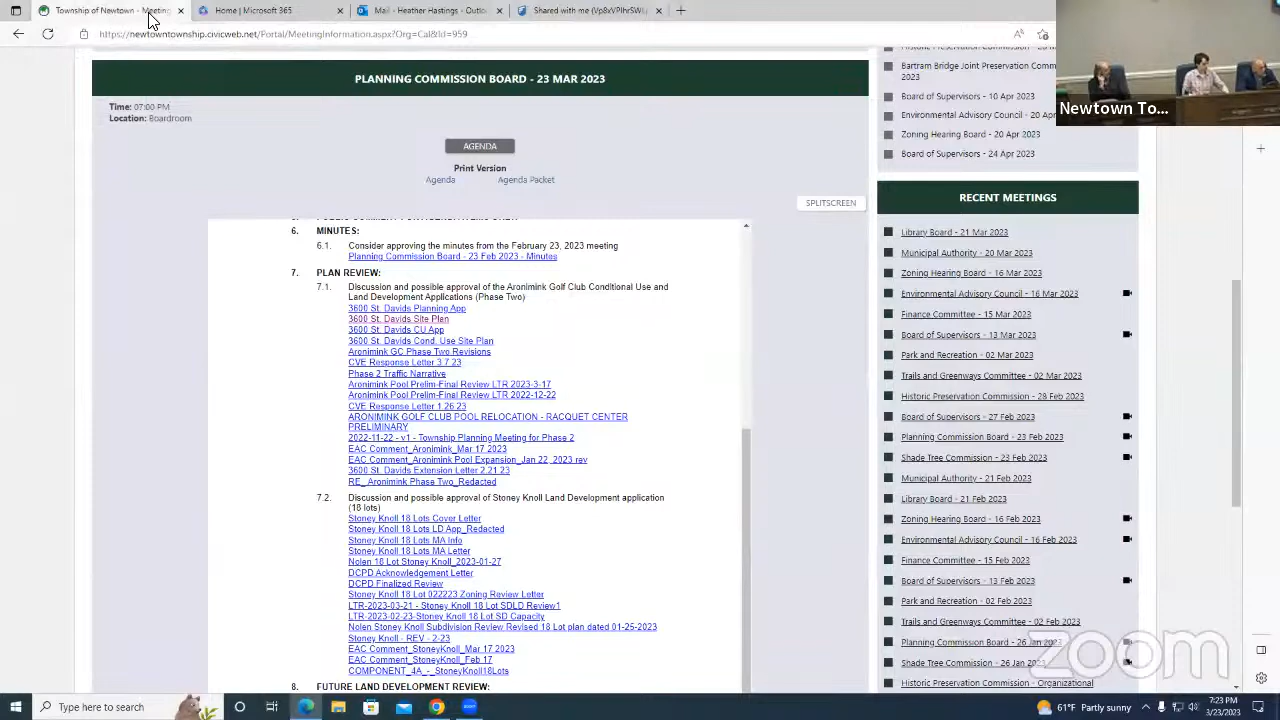 Township of Newtown - Meeting
Home | Microsoft 365
Mail - Heather Meetings - Outlo
Shared with me (Vp8xVPlhrSWt
https://newtowntownship.civicweb.net/Portal/MeetingInformation.aspx?Org=Cal&Id=959
PLANNING COMMISSION BOARD - 23 MAR 2023
Time: 07:00 PM
Location: Boardroom
AGENDA
Print Version
Agenda Agenda Packet
SPLITSCREEN
6. MINUTES:
6.1. Consider approving the minutes from the February 23, 2023 meeting
Planning Commission Board - 23 Feb 2023 - Minutes
7. PLAN REVIEW:
7.1. Discussion and possible approval of the Aronimink Golf Club Conditional Use and
Land Development Applications (Phase Two)
3600 St. Davids Planning App
3600 St. Davids Site Plan
3600 St. Davids CU App
3600 St. Davids Cond. Use Site Plan
Aronimink GC Phase Two Revisions
CVE Response Letter 3.7.23
Phase 2 Traffic Narrative
Aronimink Pool Prelim-Final Review LTR 2023-3-17
Aronimink Pool Prelim-Final Review LTR 2022-12-22
CVE Response Letter 1.26.23
ARONIMINK GOLF CLUB POOL RELOCATION - RACQUET CENTER
PRELIMINARY
2022-11-22 - v1 - Township Planning Meeting for Phase 2
EAC Comment_Aronimink_Mar 17 2023
EAC Comment_Aronimink Pool Expansion_Jan 22, 2023 rev
3600 St. Davids Extension Letter 2.21.23
RE_ Aronimink Phase Two_Redacted
7.2. Discussion and possible approval of Stoney Knoll Land Development application
(18 lots)
Stoney Knoll 18 Lots Cover Letter
Stoney Knoll 18 Lots LD App_Redacted
Stoney Knoll 18 Lots MA Info
Stoney Knoll 18 Lots MA Letter
Nolen 18 Lot Stoney Knoll_2023-01-27
DCPD Acknowledgement Letter
DCPD Finalized Review
Stoney Knoll 18 Lot 022223 Zoning Review Letter
LTR-2023-03-21 - Stoney Knoll 18 Lot SDLD Review1
LTR-2023-02-23-Stoney Knoll 18 Lot SD Capacity
Nolen Stoney Knoll Subdivision Review Revised 18 Lot plan dated 01-25-2023
Stoney Knoll - REV - 2-23
EAC Comment_StoneyKnoll_Mar 17.2023
EAC Comment_StoneyKnoll_Feb 17
COMPONENT_4A_-_StoneyKnoll18Lots
8. FUTURE LAND DEVELOPMENT REVIEW:
Bartram Bridge Joint Preservation Comm
2023
Board of Supervisors - 10 Apr 2023
Environmental Advisory Council - 20 Apr
Zoning Hearing Board - 20 Apr 2023
Board of Supervisors - 24 Apr 2023
RECENT MEETINGS
Library Board - 21 Mar 2023
Municipal Authority - 20 Mar 2023
Zoning Hearing Board - 16 Mar 2023
Environmental Advisory Council - 16 Mar 2023
Finance Committee - 15 Mar 2023
Board of Supervisors - 13 Mar 2023
Park and Recreation - 02 Mar 2023
Trails and Greenways Committee - 02 Mar 2023
Historic Preservation Commission - 28 Feb 2023
Board of Supervisors - 27 Feb 2023
Planning Commission Board - 23 Feb 2023
Shade Tree Commission - 23 Feb 2023
Municipal Authority - 21 Feb 2023
Library Board - 21 Feb 2023
Zoning Hearing Board - 16 Feb 2023
Environmental Advisory Council - 16 Feb 2023
Finance Committee - 15 Feb 2023
Board of Supervisors - 13 Feb 2023
Park and Recreation - 02 Feb 2023
Trails and Greenways Committee - 02 Feb 2023
Planning Commission Board - 26 Jan 2023
Shade Tree Commission - 26 Jan 2023
Historic Preservation Commission - Organizational
Newtown To...
zoom
Type here to search
61°F Partly sunny
7:23 PM
3/23/2023